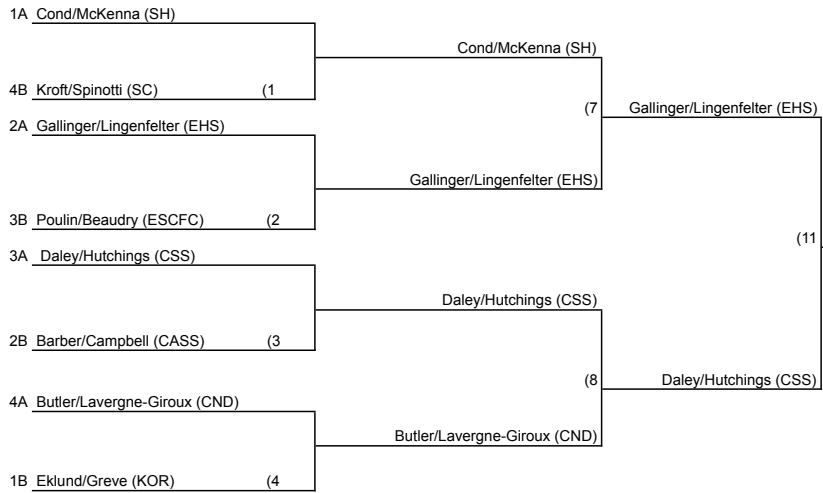 1A Cond/McKenna (SH)
Cond/McKenna (SH)
4B Kroft/Spinotti (SC) (1
(7 Gallinger/Lingenfelter (EHS)
2A Gallinger/Lingenfelter (EHS)
Gallinger/Lingenfelter (EHS)
3B Poulin/Beaudry (ESCFC) (2
(11
3A Daley/Hutchings (CSS)
Daley/Hutchings (CSS)
2B Barber/Campbell (CASS) (3
(8 Daley/Hutchings (CSS)
4A Butler/Lavergne-Giroux (CND)
Butler/Lavergne-Giroux (CND)
1B Eklund/Greve (KOR) (4